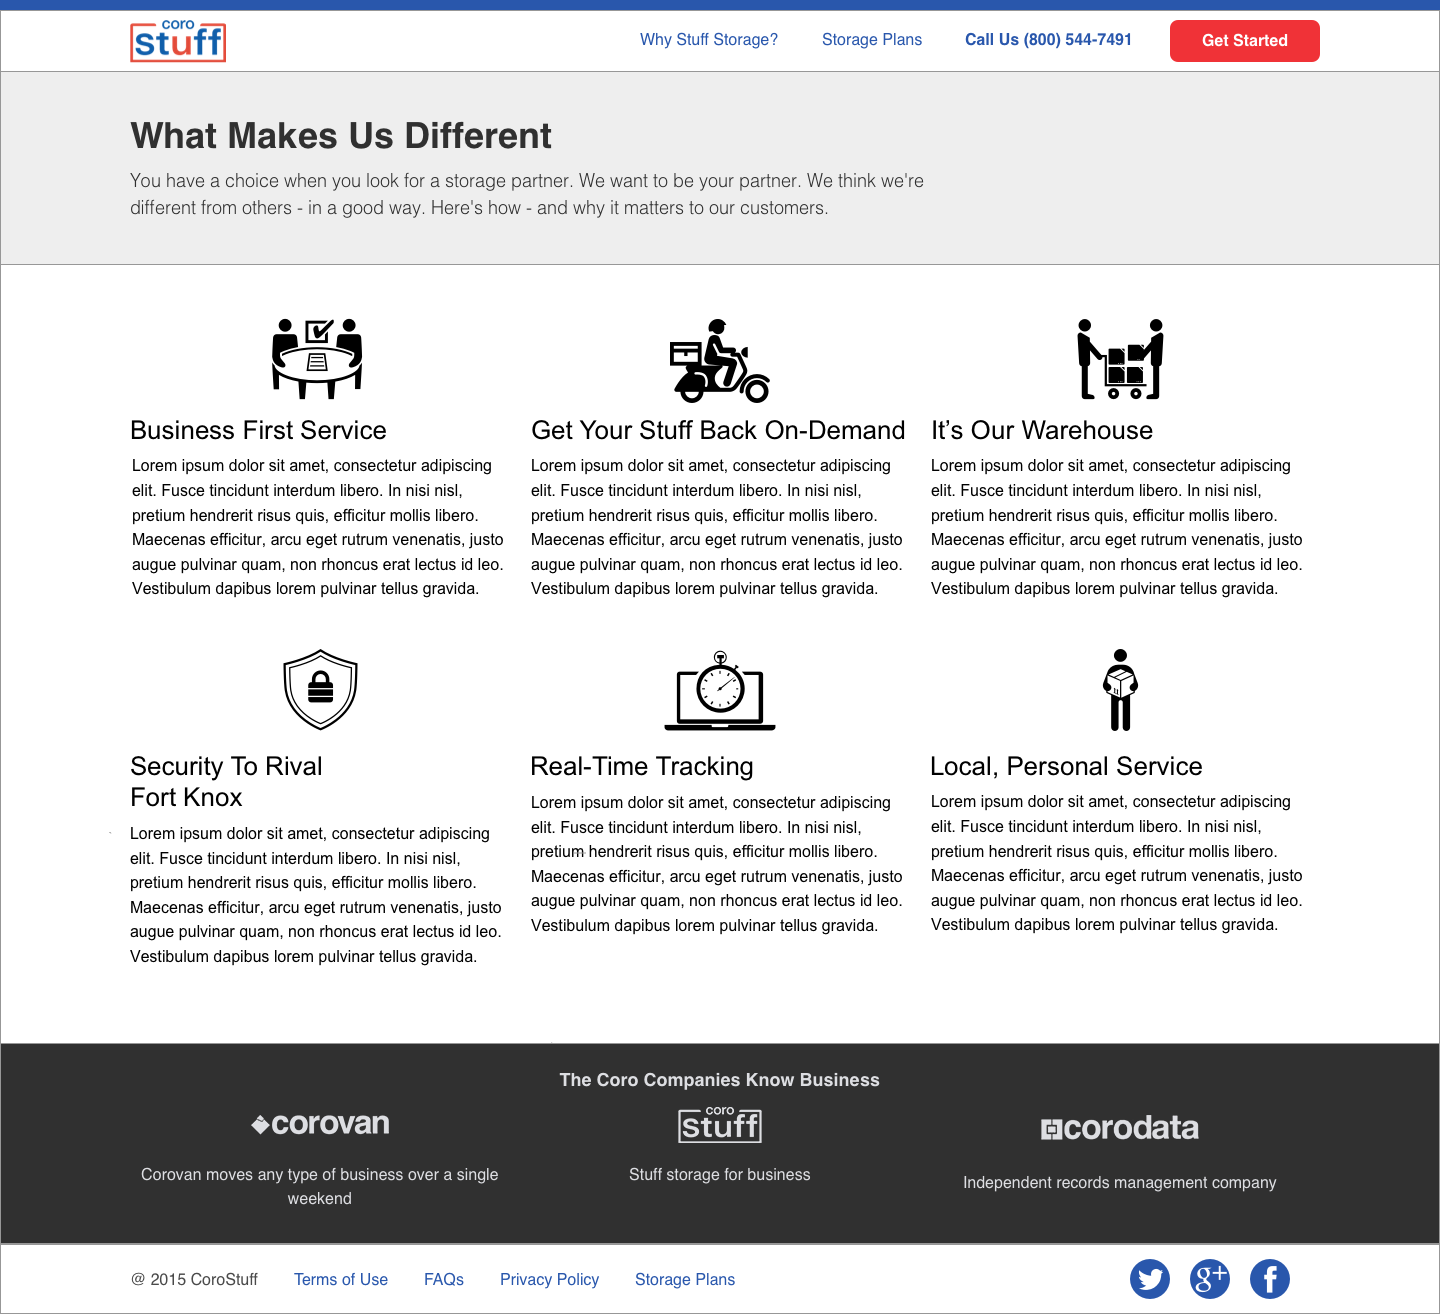 coro
stuff
Why Stuff Storage?
Storage Plans
Call Us (800) 544-7491
Get Started
What Makes Us Different
You have a choice when you look for a storage partner. We want to be your partner. We think we're
different from others - in a good way. Here's how - and why it matters to our customers.
Business First Service
Lorem ipsum dolor sit amet, consectetur adipiscing
elit. Fusce tincidunt interdum libero. In nisi nisl,
pretium hendrerit risus quis, efficitur mollis libero.
Maecenas efficitur, arcu eget rutrum venenatis, justo
augue pulvinar quam, non rhoncus erat lectus id leo.
Vestibulum dapibus lorem pulvinar tellus gravida.
Get Your Stuff Back On-Demand
Lorem ipsum dolor sit amet, consectetur adipiscing
elit. Fusce tincidunt interdum libero. In nisi nisl,
pretium hendrerit risus quis, efficitur mollis libero.
Maecenas efficitur, arcu eget rutrum venenatis, justo
augue pulvinar quam, non rhoncus erat lectus id leo.
Vestibulum dapibus lorem pulvinar tellus gravida.
It’s Our Warehouse
Lorem ipsum dolor sit amet, consectetur adipiscing
elit. Fusce tincidunt interdum libero. In nisi nisl,
pretium hendrerit risus quis, efficitur mollis libero.
Maecenas efficitur, arcu eget rutrum venenatis, justo
augue pulvinar quam, non rhoncus erat lectus id leo.
Vestibulum dapibus lorem pulvinar tellus gravida.
Security To Rival
Fort Knox
Lorem ipsum dolor sit amet, consectetur adipiscing
elit. Fusce tincidunt interdum libero. In nisi nisl,
pretium hendrerit risus quis, efficitur mollis libero.
Maecenas efficitur, arcu eget rutrum venenatis, justo
augue pulvinar quam, non rhoncus erat lectus id leo.
Vestibulum dapibus lorem pulvinar tellus gravida.
Real-Time Tracking
Lorem ipsum dolor sit amet, consectetur adipiscing
elit. Fusce tincidunt interdum libero. In nisi nisl,
pretium hendrerit risus quis, efficitur mollis libero.
Maecenas efficitur, arcu eget rutrum venenatis, justo
augue pulvinar quam, non rhoncus erat lectus id leo.
Vestibulum dapibus lorem pulvinar tellus gravida.
Local, Personal Service
Lorem ipsum dolor sit amet, consectetur adipiscing
elit. Fusce tincidunt interdum libero. In nisi nisl,
pretium hendrerit risus quis, efficitur mollis libero.
Maecenas efficitur, arcu eget rutrum venenatis, justo
augue pulvinar quam, non rhoncus erat lectus id leo.
Vestibulum dapibus lorem pulvinar tellus gravida.
The Coro Companies Know Business
corovan
Corovan moves any type of business over a single
weekend
coro
stuff
Stuff storage for business
corodata
Independent records management company
@ 2015 CoroStuff
Terms of Use
FAQs
Privacy Policy
Storage Plans
g+
f